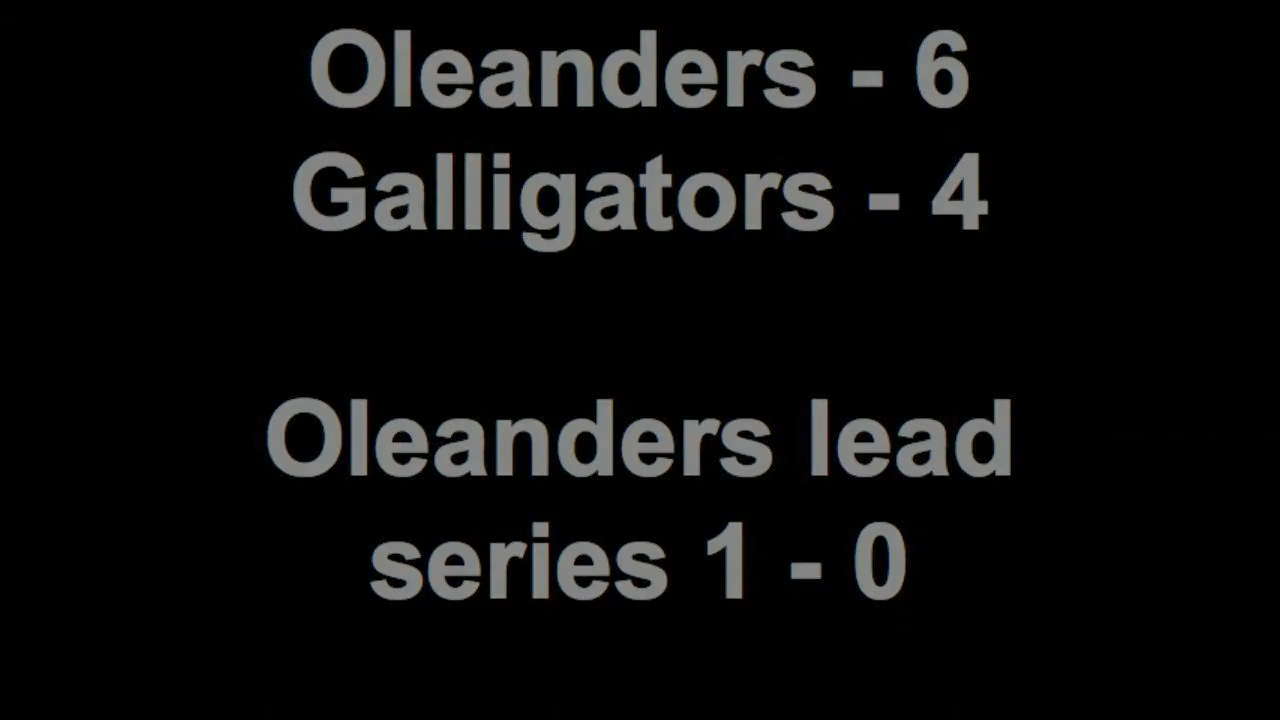 Oleanders - 6
Galligators - 4
Oleanders lead
series 1 - 0